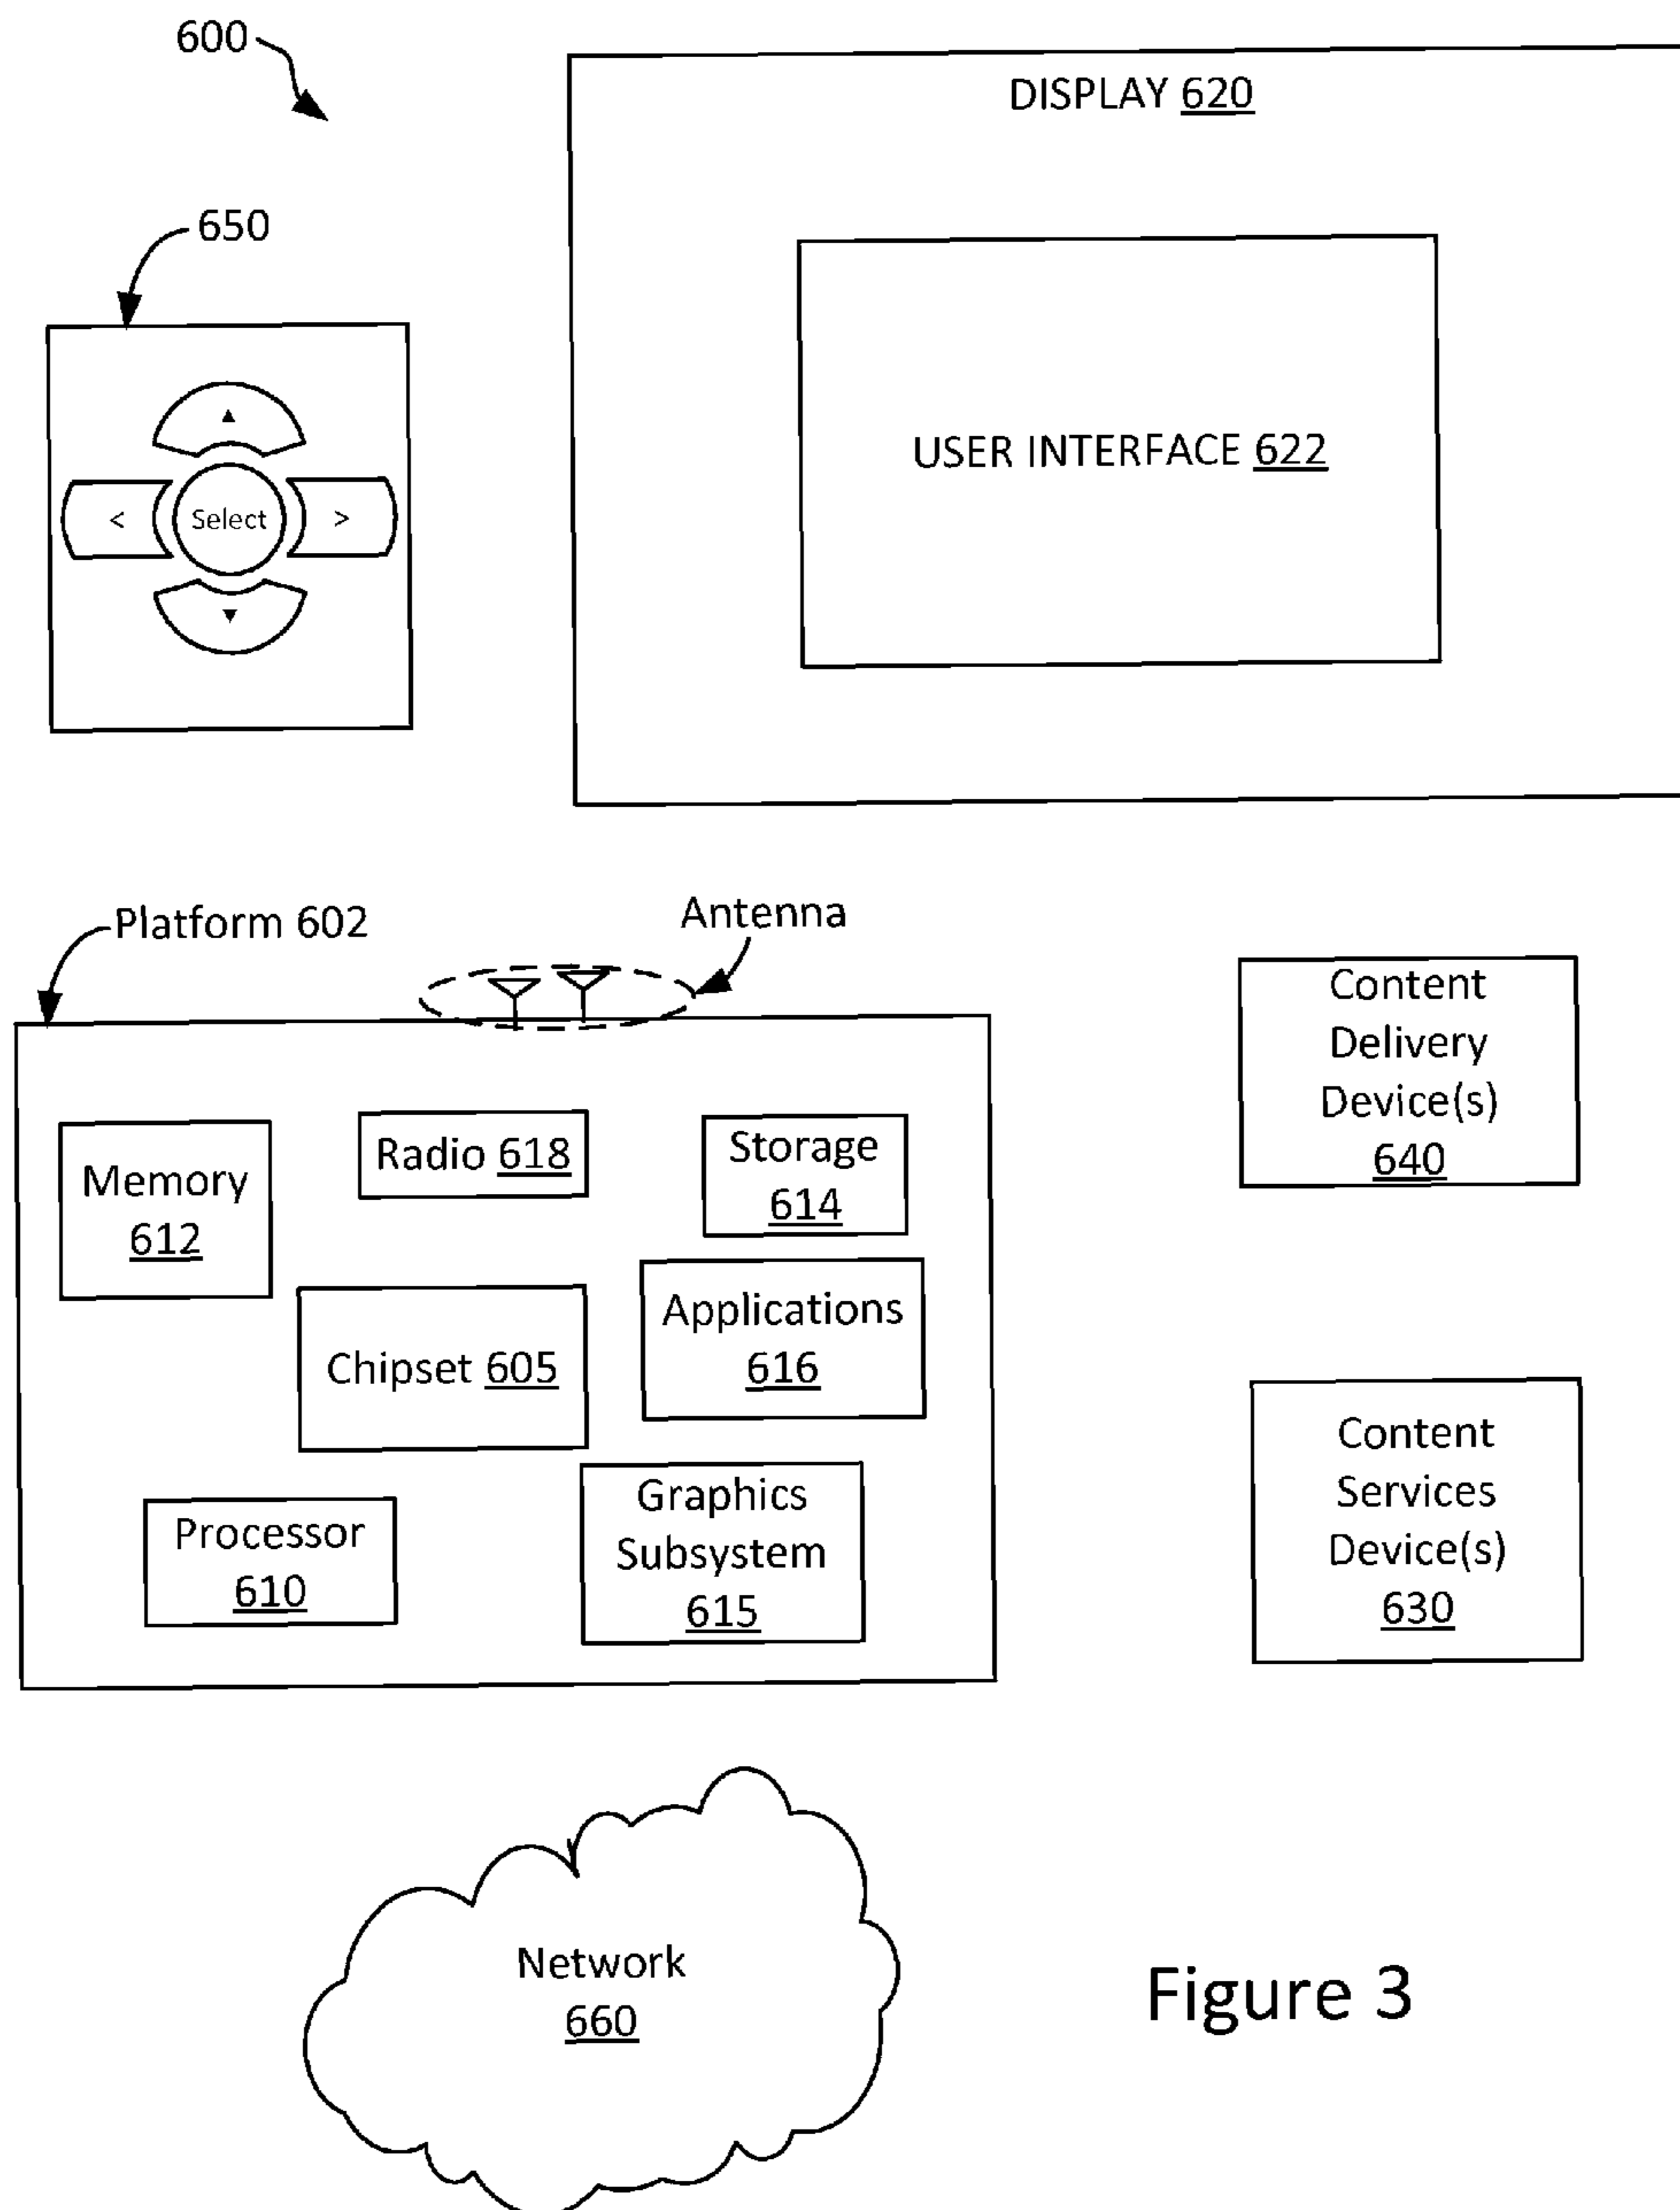 600
DISPLAY 620
650
USER INTERFACE 622
▲
< Select >
▼
Platform 602
Antenna
Content
Delivery
Device(s)
640
Memory
612
Radio 618
Storage
614
Chipset 605
Applications
616
Processor
610
Graphics
Subsystem
615
Content
Services
Device(s)
630
Network
660
Figure 3